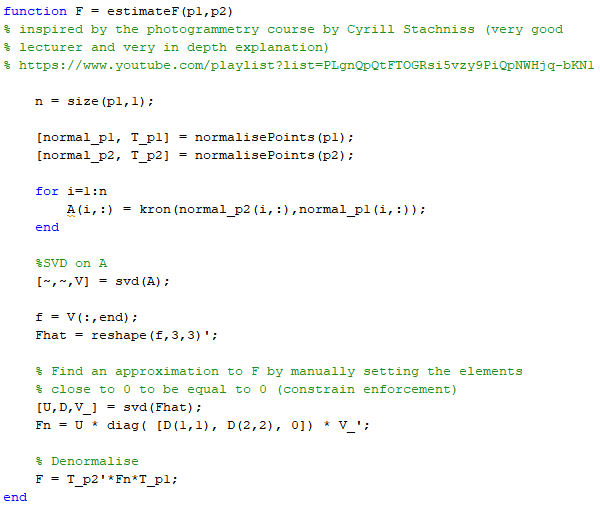 function F = estimateF(p1,p2)
% inspired by the photogrammetry course by Cyrill Stachniss (very good
% lecturer and very in depth explanation)
% https://www.youtube.com/playlist?list=PLgnQpQtFTOGRsi5vzy9PiQpNWHjq-bKN1
n = size(p1,1);
[normal_p1, T_p1] = normalisePoints(p1);
[normal_p2, T_p2] = normalisePoints(p2);
for i=1:n
A(i,:) = kron(normal_p2(i,:),normal_p1(i,:));
end
%SVD on A
[~,~,V] = svd(A);
f = V(:,end);
Fhat = reshape(f,3,3)';
% Find an approximation to F by manually setting the elements
% close to 0 to be equal to 0 (constrain enforcement)
[U,D,V_] = svd(Fhat);
Fn = U * diag( [D(1,1), D(2,2), 0]) * V_';
% Denormalise
F = T_p2'*Fn*T_p1;
end